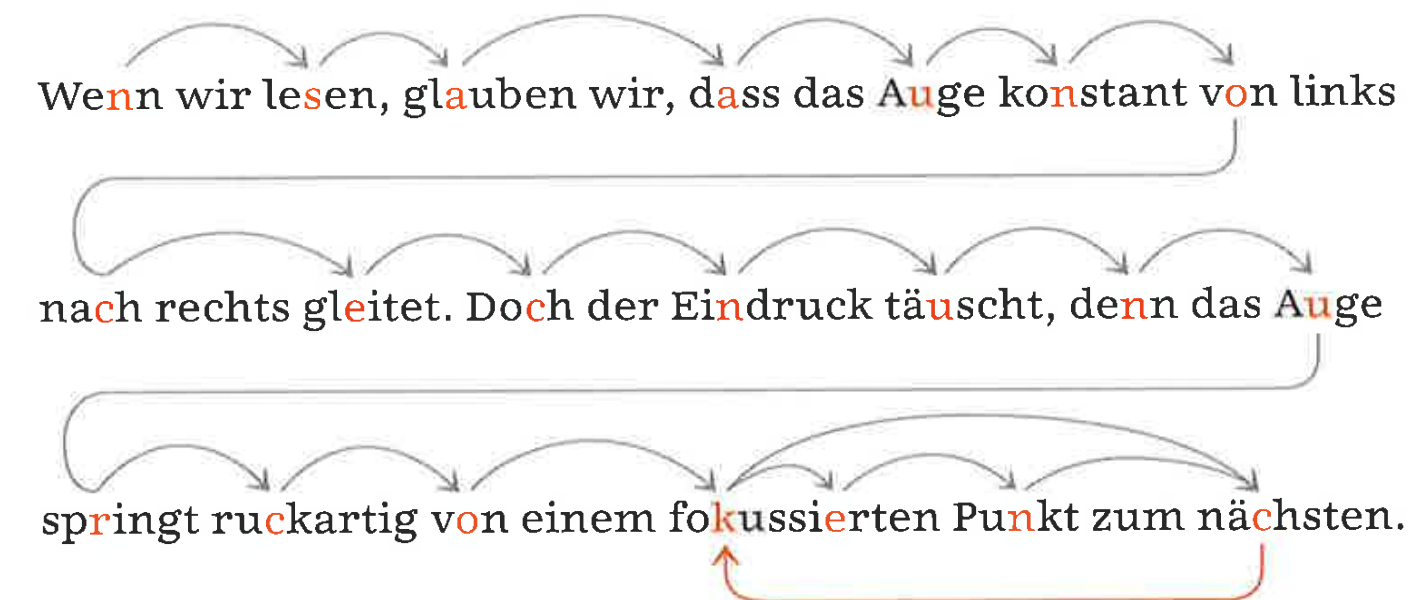 Wenn wir lesen, glauben wir, dass das Auge konstant von links
nach rechts gleitet. Doch der Eindruck täuscht, denn das Auge
springt ruckartig von einem fokussierten Punkt zum nächsten.